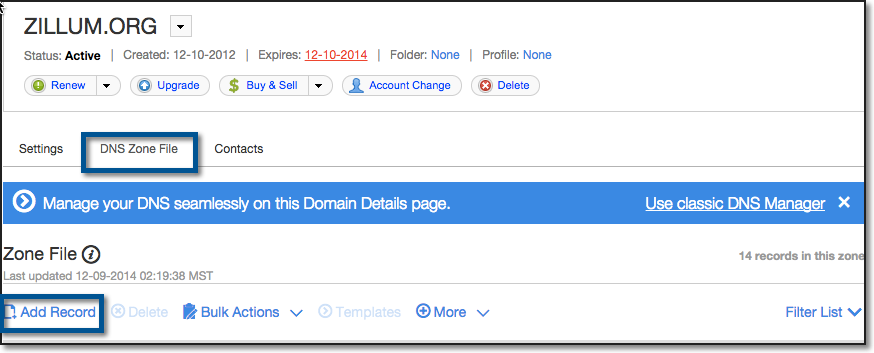 ZILLUM.ORG
Status: Active | Created: 12-10-2012 | Expires: 12-10-2014 | Folder: None | Profile: None
Renew Upgrade Buy & Sell Account Change Delete
Settings DNS Zone File Contacts
Manage your DNS seamlessly on this Domain Details page. Use classic DNS Manager
Zone File 14 records in this zone
Last updated 12-09-2014 02:19:38 MST
Add Record Delete Bulk Actions Templates More Filter List